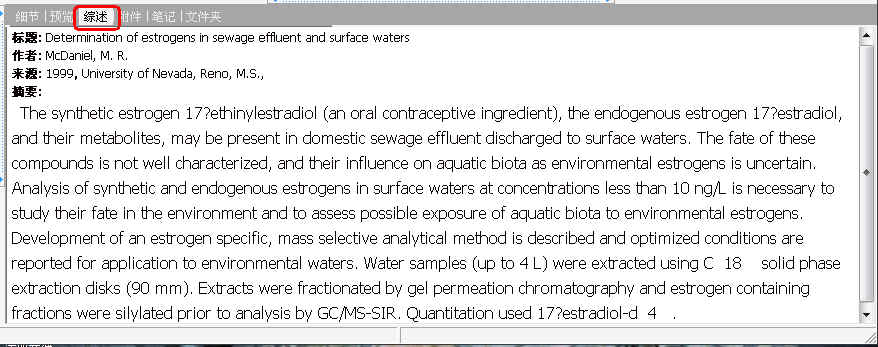 细节 | 预览 综述 附件 | 笔记 | 文件夹
标题: Determination of estrogens in sewage effluent and surface waters
作者: McDaniel, M. R.
来源: 1999, University of Nevada, Reno, M.S.,
摘要:
The synthetic estrogen 17?ethinylestradiol (an oral contraceptive ingredient), the endogenous estrogen 17?estradiol,
and their metabolites, may be present in domestic sewage effluent discharged to surface waters. The fate of these
compounds is not well characterized, and their influence on aquatic biota as environmental estrogens is uncertain.
Analysis of synthetic and endogenous estrogens in surface waters at concentrations less than 10 ng/L is necessary to
study their fate in the environment and to assess possible exposure of aquatic biota to environmental estrogens.
Development of an estrogen specific, mass selective analytical method is described and optimized conditions are
reported for application to environmental waters. Water samples (up to 4 L) were extracted using C 18 solid phase
extraction disks (90 mm). Extracts were fractionated by gel permeation chromatography and estrogen containing
fractions were silylated prior to analysis by GC/MS-SIR. Quantitation used 17?estradiol-d 4 .